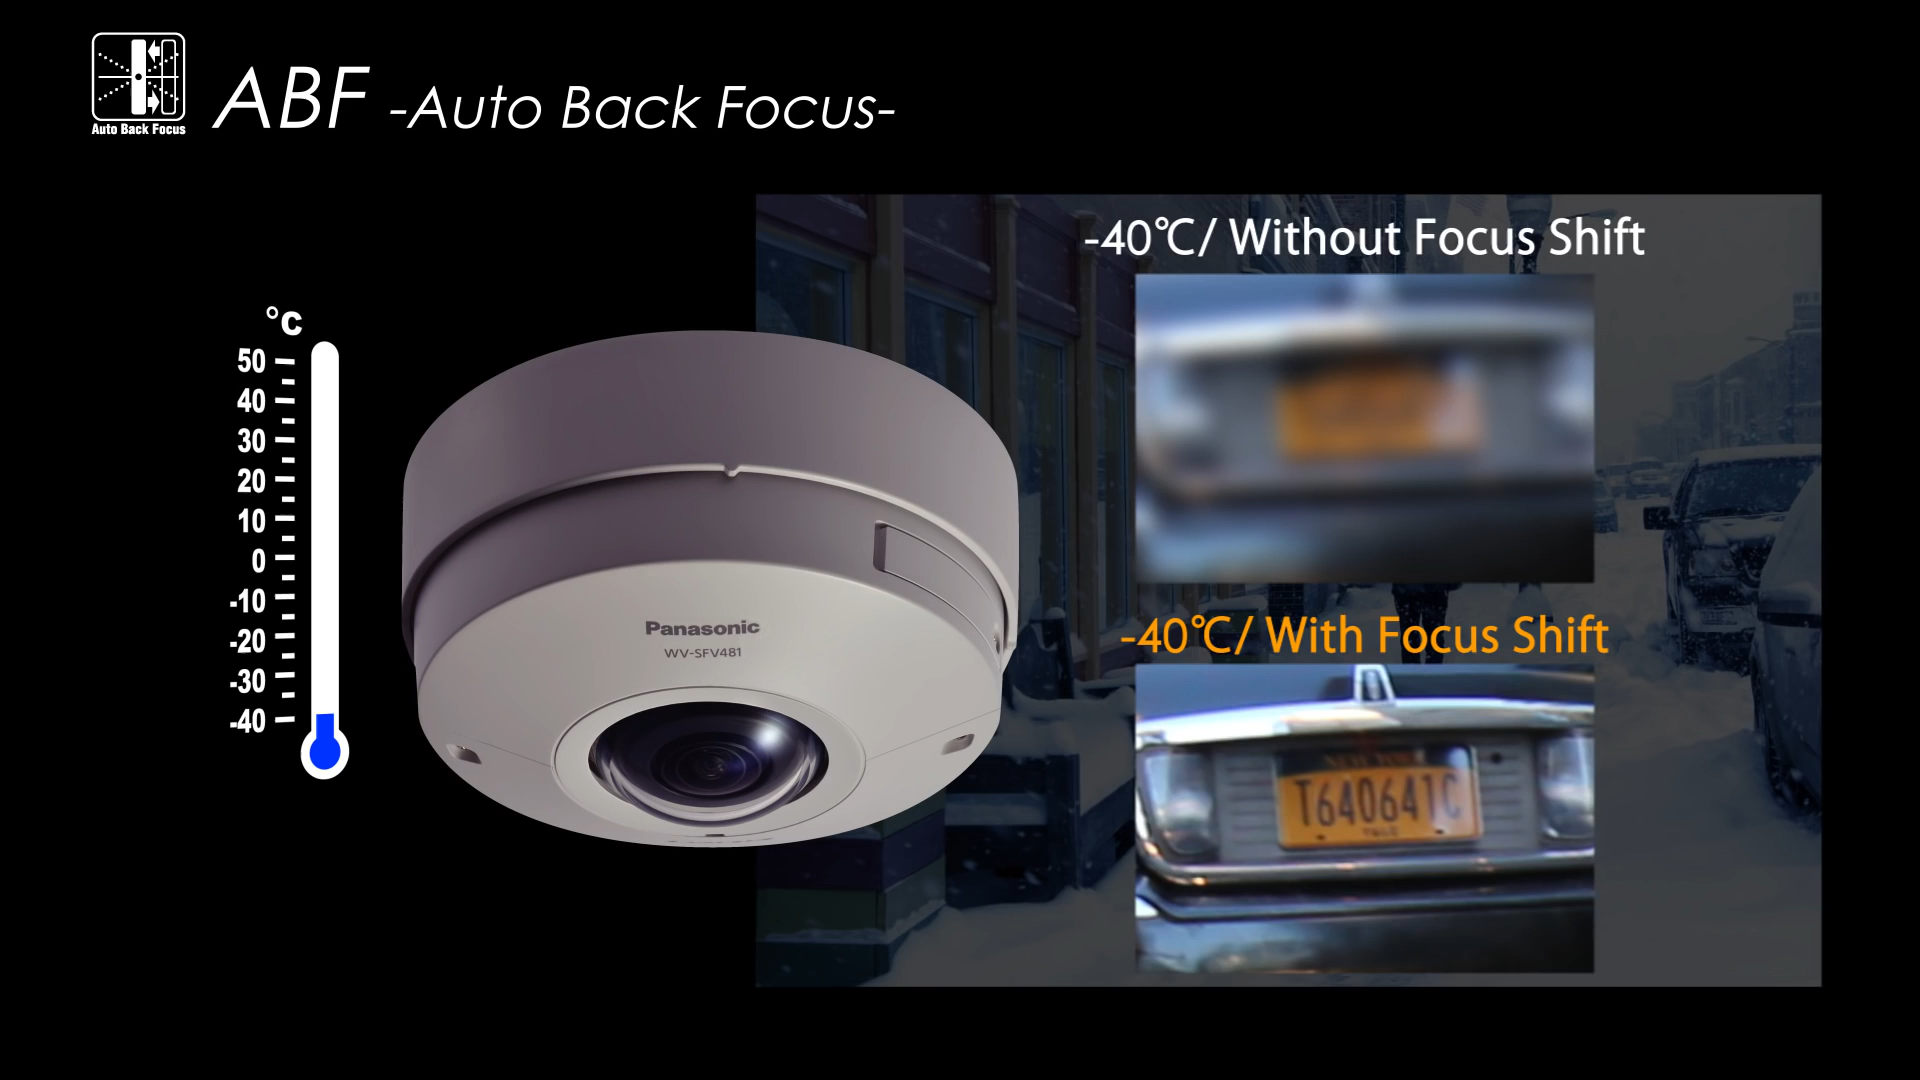 Auto Back Focus
ABF -Auto Back Focus-
°C
50
40
30
20
10
0
-10
-20
-30
-40
Panasonic
WV-SFV481
-40℃/ Without Focus Shift
-40℃/ With Focus Shift
T640641C